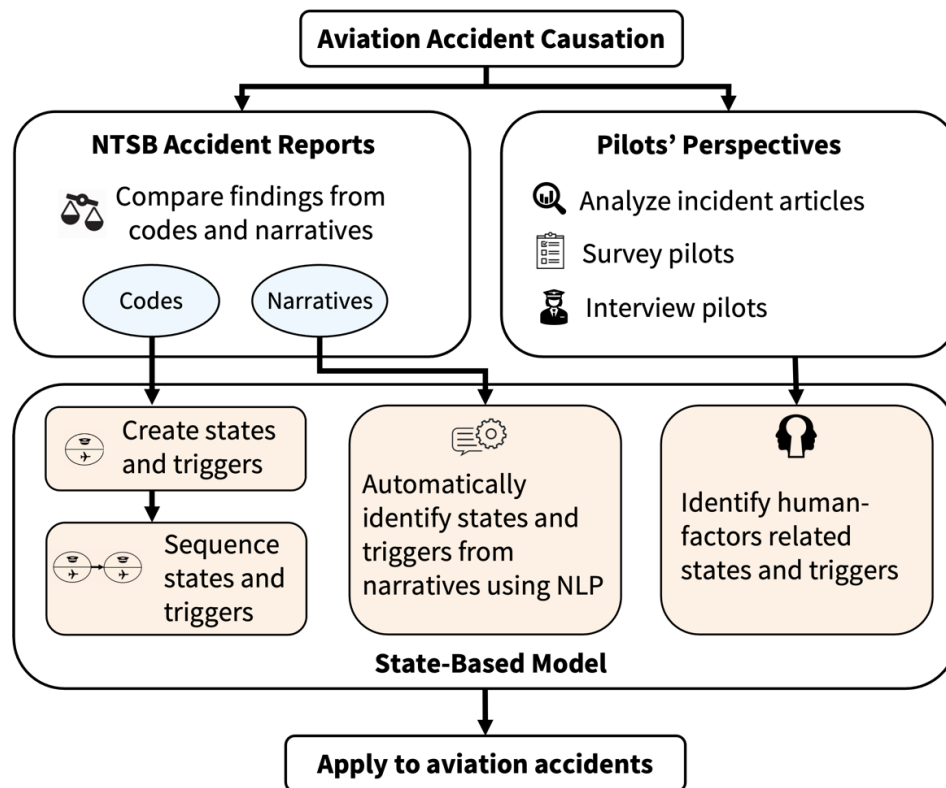 Aviation Accident Causation
NTSB Accident Reports
Compare findings from
codes and narratives
Codes
Narratives
Pilots’ Perspectives
Analyze incident articles
Survey pilots
Interview pilots
Create states
and triggers
Sequence
states and
triggers
Automatically
identify states and
triggers from
narratives using NLP
Identify human-
factors related
states and triggers
State-Based Model
Apply to aviation accidents